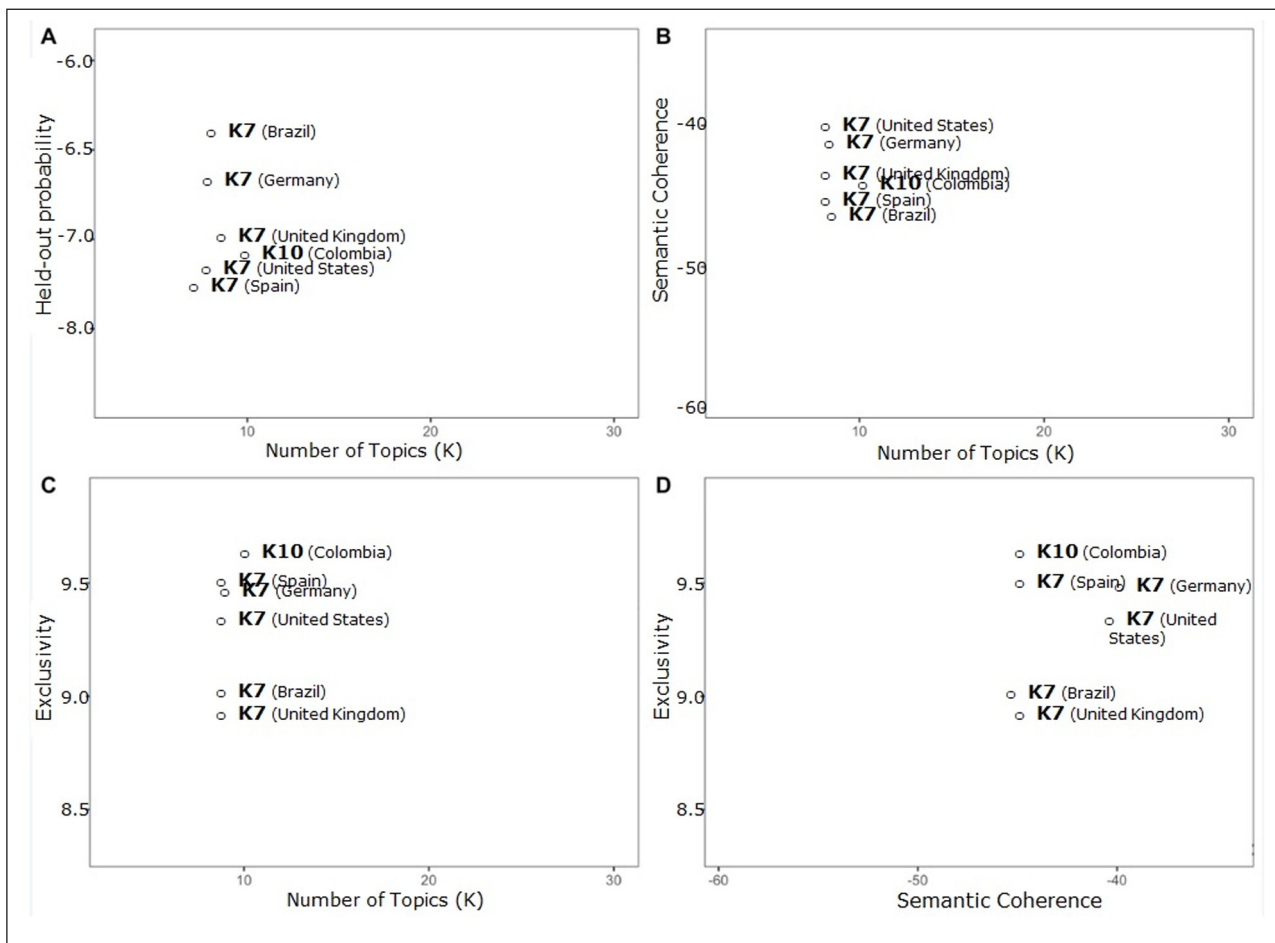 A
Held-out probability
-6.0
-6.5
-7.0
-8.0
K7 (Brazil)
K7 (Germany)
K7 (United Kingdom)
K10 (Colombia)
K7 (United States)
K7 (Spain)
10 20 30
Number of Topics (K)
B
Semantic Coherence
-40
-50
-60
K7 (United States)
K7 (Germany)
K7 (United Kingdom)
K10 (Colombia)
K7 (Spain)
K7 (Brazil)
10 20 30
Number of Topics (K)
C
Exclusivity
9.5
9.0
8.5
K10 (Colombia)
K7 (Spain)
K7 (Germany)
K7 (United States)
K7 (Brazil)
K7 (United Kingdom)
10 20 30
Number of Topics (K)
D
Exclusivity
9.5
9.0
8.5
K10 (Colombia)
K7 (Spain)
K7 (Germany)
K7 (United
States)
K7 (Brazil)
K7 (United Kingdom)
-60 -50 -40
Semantic Coherence